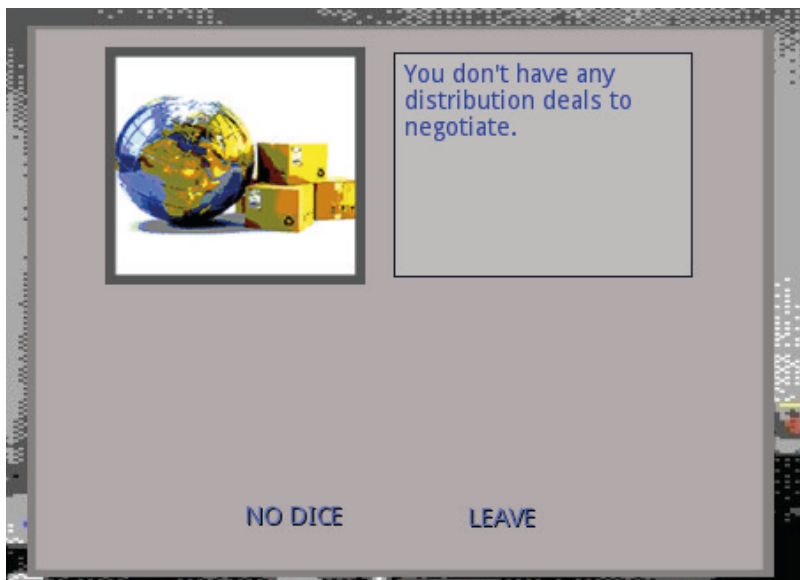 You don't have any
distribution deals to
negotiate.
NO DICE
LEAVE